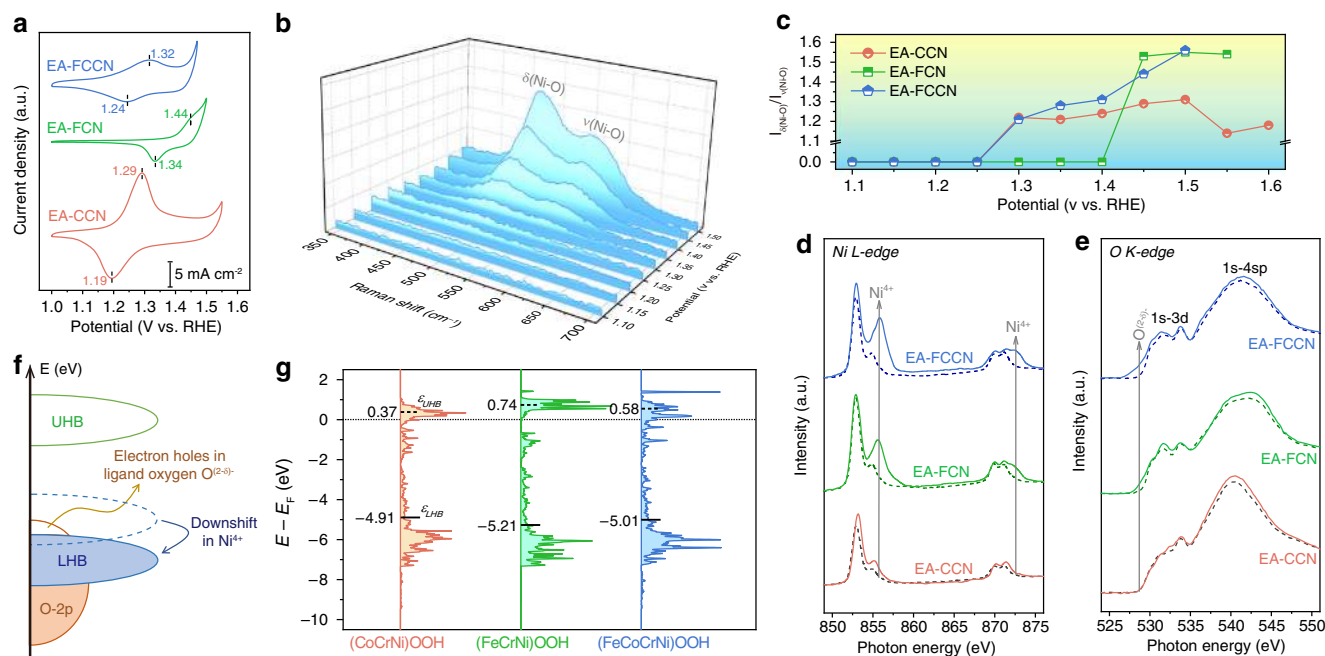 a
EA-FCCN
1.32
1.24
EA-FCN
1.44
1.34
1.29
EA-CCN
1.19
5 mA cm⁻²
Current density (a.u.)
1.0 1.1 1.2 1.3 1.4 1.5 1.6
Potential (V vs. RHE)
b
δ(Ni-O)
ν(Ni-O)
350 400 450 500 550 600 650 700
Raman shift (cm⁻¹)
1.10 1.15 1.20 1.25 1.35 1.35 1.40 1.45 1.50
Potential (v vs. RHE)
c
EA-CCN
EA-FCN
EA-FCCN
I_δ(Ni-O)/I_ν(Ni-O)
1.6
1.5
1.4
1.3
1.2
1.1
0.0
1.1 1.2 1.3 1.4 1.5 1.6
Potential (v vs. RHE)
d
Ni L-edge
Ni⁴⁺
Ni⁴⁺
EA-FCCN
EA-FCN
EA-CCN
Intensity (a.u.)
850 855 860 865 870 875
Photon energy (eV)
e
O K-edge
1s-4sp
1s-3d
O⁽²⁻ᵟ⁾⁻
EA-FCCN
EA-FCN
EA-CCN
Intensity (a.u.)
525 530 535 540 545 550
Photon energy (eV)
f
E (eV)
UHB
Electron holes in
ligand oxygen O⁽²⁻ᵟ⁾⁻
Downshift
in Ni⁴⁺
LHB
O-2p
g
E − E_F (eV)
2
0
−2
−4
−6
−8
−10
0.37
ε_UHB
0.74
0.58
−4.91
ε_LHB
−5.21
−5.01
(CoCrNi)OOH
(FeCrNi)OOH
(FeCoCrNi)OOH